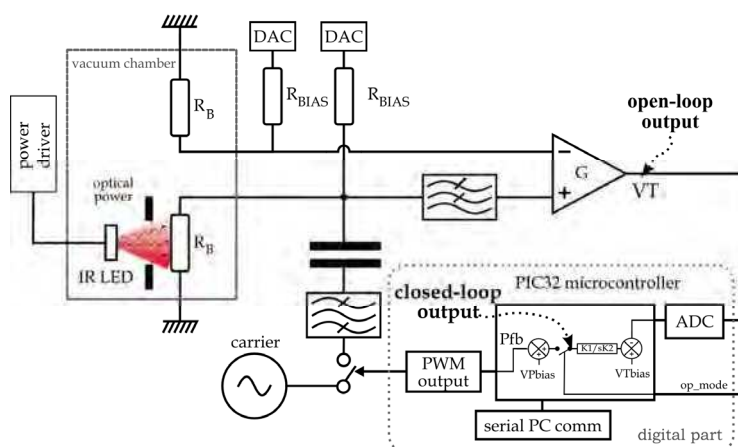 DAC
DAC
vacuum chamber
R_B
R_BIAS
R_BIAS
open-loop
output
power
driver
optical
power
−
G
+
VT
R_B
IR LED
PIC32 microcontroller
closed-loop
output
ADC
carrier
Pfb
K1/sK2
PWM
output
VPbias
VTbias
op_mode
serial PC comm
digital part